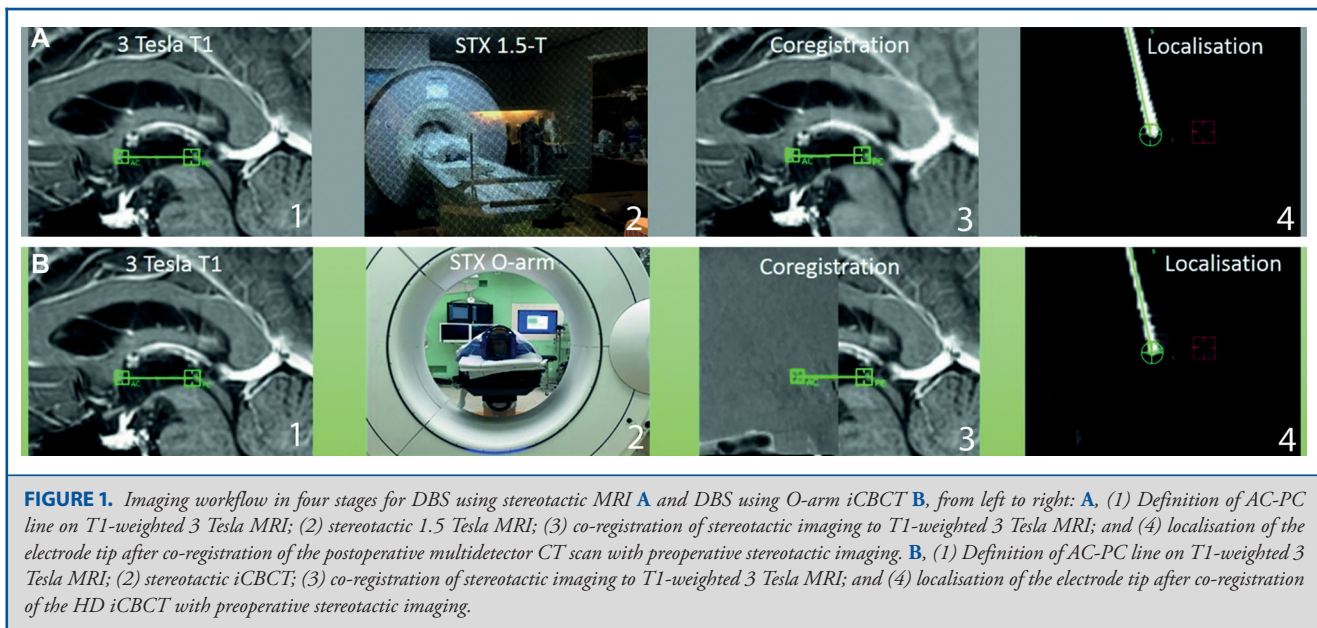 A
3 Tesla T1
STX 1.5-T
Coregistration
Localisation
AC
PC
AC
PC
1
2
3
4
B
3 Tesla T1
STX O-arm
Coregistration
Localisation
AC
PC
AC
PC
1
2
3
4
FIGURE 1. Imaging workflow in four stages for DBS using stereotactic MRI A and DBS using O-arm iCBCT B, from left to right: A, (1) Definition of AC-PC
line on T1-weighted 3 Tesla MRI; (2) stereotactic 1.5 Tesla MRI; (3) co-registration of stereotactic imaging to T1-weighted 3 Tesla MRI; and (4) localisation of the
electrode tip after co-registration of the postoperative multidetector CT scan with preoperative stereotactic imaging. B, (1) Definition of AC-PC line on T1-weighted 3
Tesla MRI; (2) stereotactic iCBCT; (3) co-registration of stereotactic imaging to T1-weighted 3 Tesla MRI; and (4) localisation of the electrode tip after co-registration
of the HD iCBCT with preoperative stereotactic imaging.